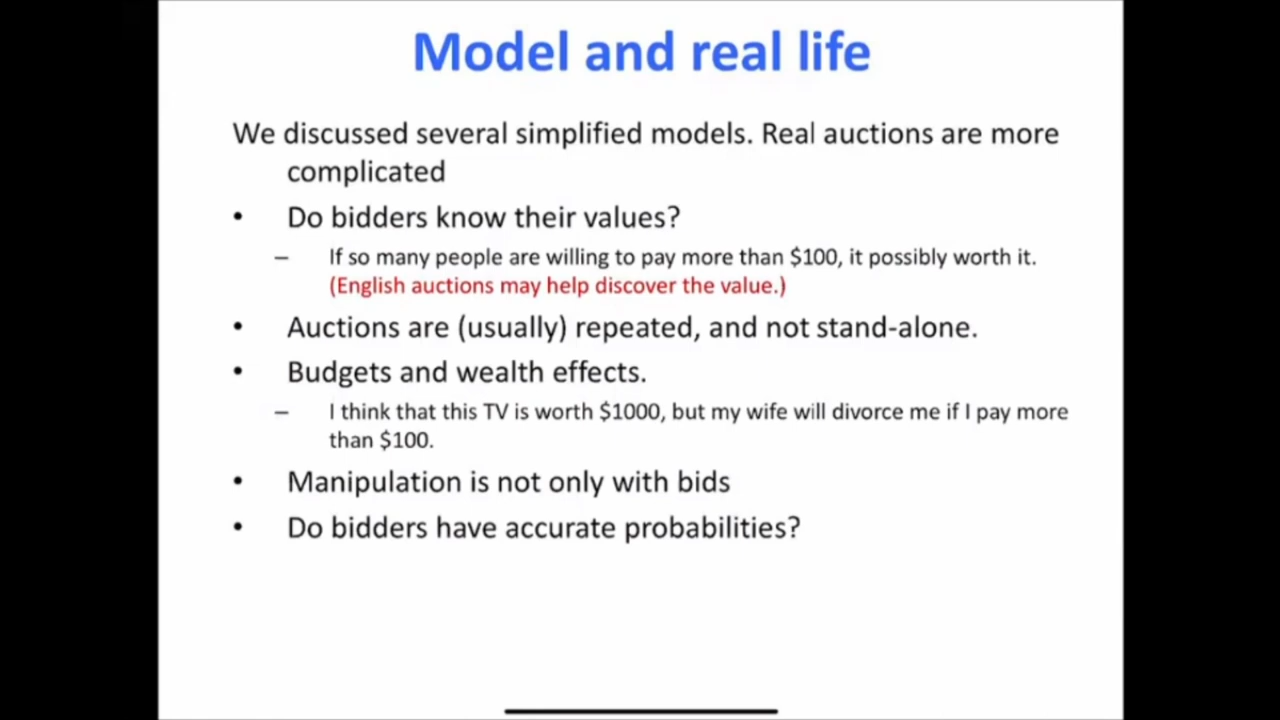 Model and real life
We discussed several simplified models. Real auctions are more
complicated
• Do bidders know their values?
– If so many people are willing to pay more than $100, it possibly worth it.
(English auctions may help discover the value.)
• Auctions are (usually) repeated, and not stand-alone.
• Budgets and wealth effects.
– I think that this TV is worth $1000, but my wife will divorce me if I pay more
than $100.
• Manipulation is not only with bids
• Do bidders have accurate probabilities?